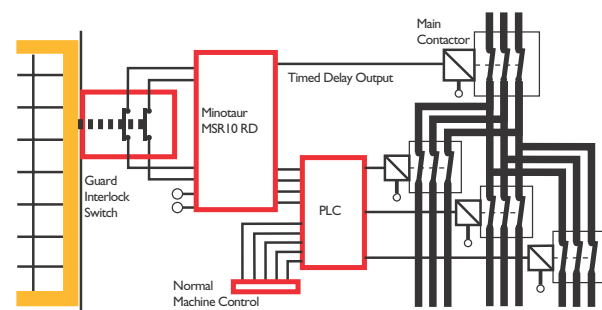 Main
Contactor
Timed Delay Output
Minotaur
MSR10 RD
Guard
Interlock
Switch
PLC
Normal
Machine Control